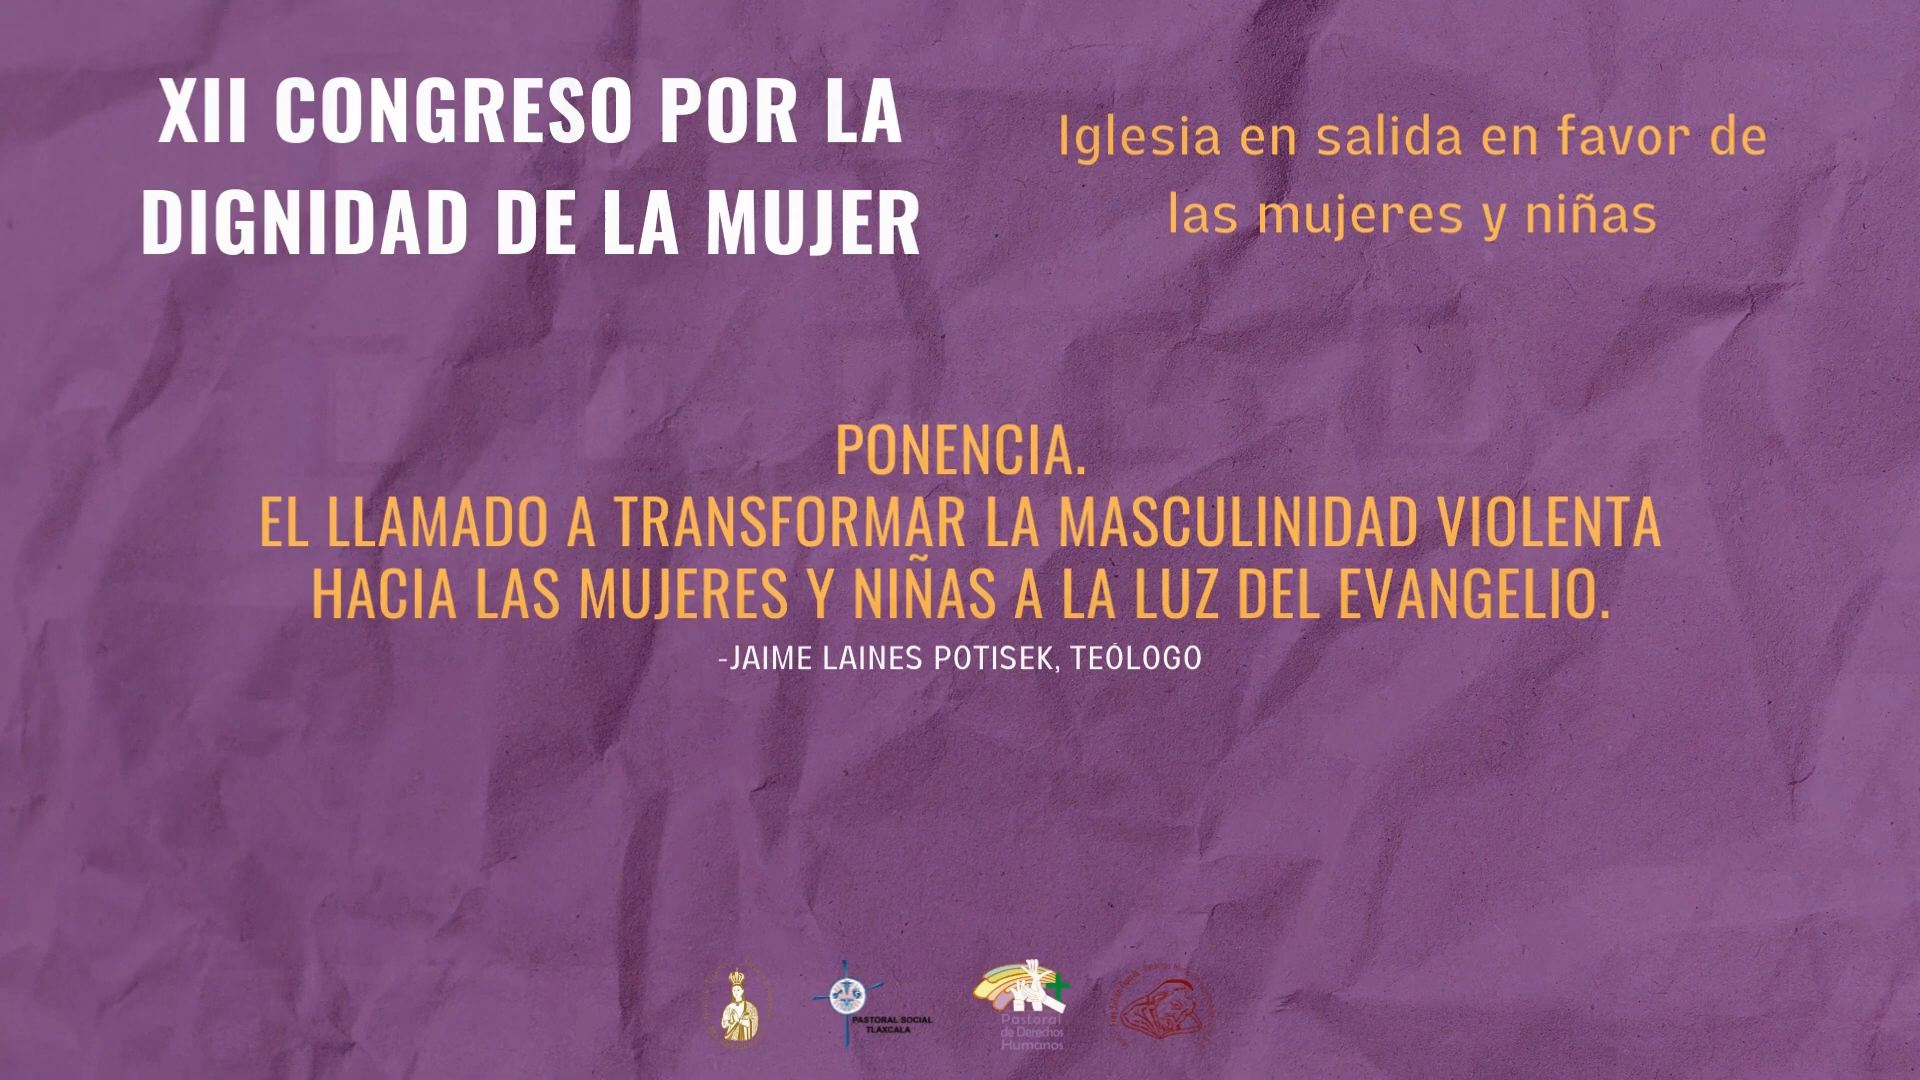 XII CONGRESO POR LA
DIGNIDAD DE LA MUJER
Iglesia en salida en favor de
las mujeres y niñas
PONENCIA.
EL LLAMADO A TRANSFORMAR LA MASCULINIDAD VIOLENTA
HACIA LAS MUJERES Y NIÑAS A LA LUZ DEL EVANGELIO.
-JAIME LAINES POTISEK, TEÓLOGO
PASTORAL SOCIAL
TLAXCALA
Pastoral
de Derechos
Humanos